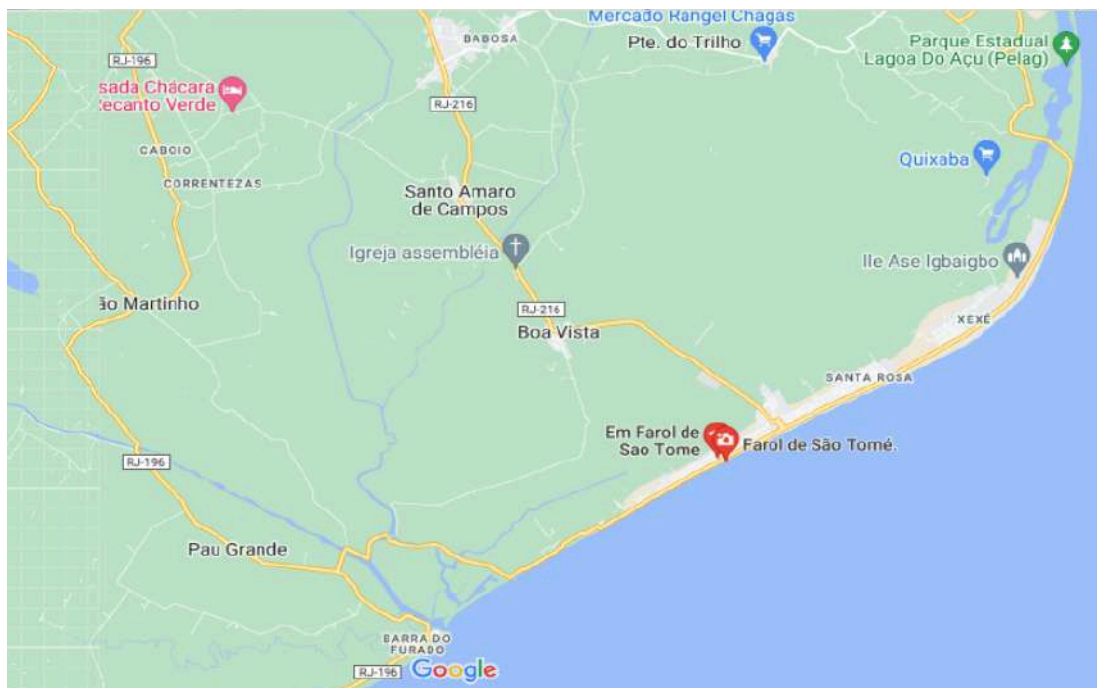 Mercado Rangel Chagas
BABOSA
Pte. do Trilho
Parque Estadual
Lagoa Do Açu (Pelag)
RJ-196
sada Chácara
ecanto Verde
RJ-216
CABOIO
CORRENTEZAS
Quixaba
Santo Amaro
de Campos
Igreja assembléia
Ile Ase Igbaigbo
ão Martinho
RJ-216
Boa Vista
XEXÉ
SANTA ROSA
Em Farol de
Sao Tome
Farol de São Tomé.
RJ-196
Pau Grande
BARRA DO
FURADO
RJ-196
Google